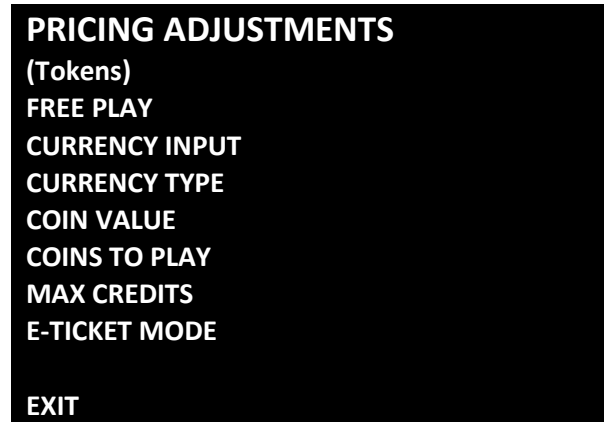 PRICING ADJUSTMENTS
(Tokens)
FREE PLAY
CURRENCY INPUT
CURRENCY TYPE
COIN VALUE
COINS TO PLAY
MAX CREDITS
E-TICKET MODE
EXIT